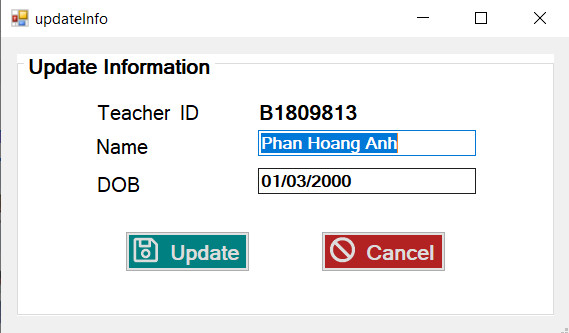 updateInfo
Update Information
Teacher ID B1809813
Name Phan Hoang Anh
DOB 01/03/2000
Update Cancel